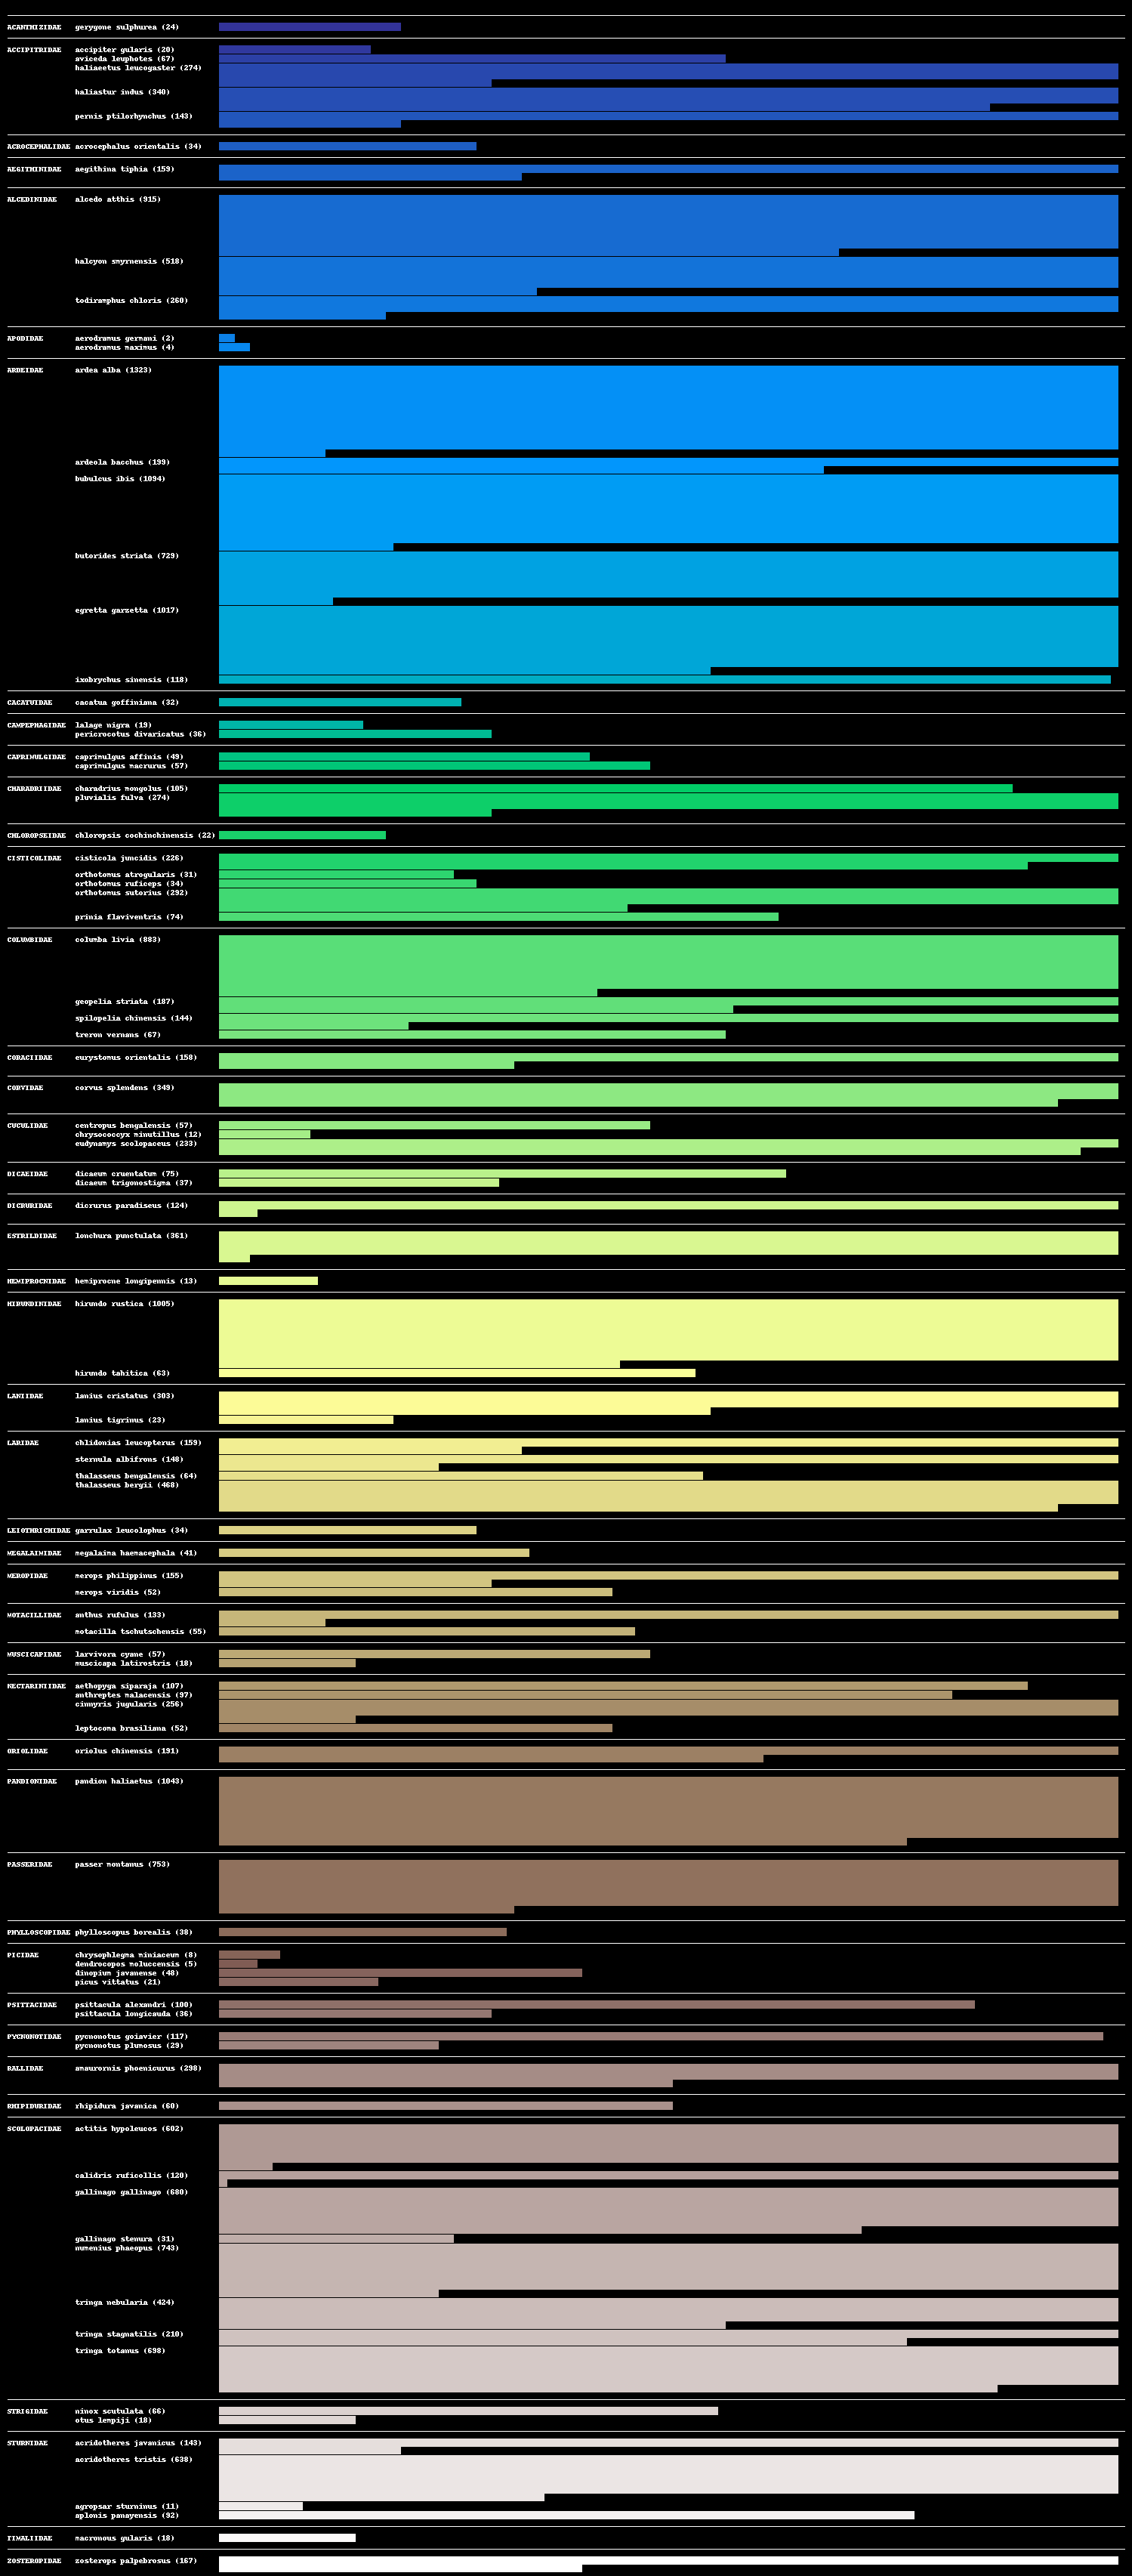 ACANTHIZIDAE gerygone sulphurea (24)
ACCIPITRIDAE accipiter gularis (20)
aviceda leuphotes (67)
haliaeetus leucogaster (274)
haliastur indus (340)
pernis ptilorhynchus (143)
ACROCEPHALIDAE acrocephalus orientalis (34)
AEGITHINIDAE aegithina tiphia (159)
ALCEDINIDAE alcedo atthis (915)
halcyon smyrnensis (518)
todiramphus chloris (260)
APODIDAE aerodramus germani (2)
aerodramus maximus (4)
ARDEIDAE ardea alba (1323)
ardeola bacchus (199)
bubulcus ibis (1094)
butorides striata (729)
egretta garzetta (1017)
ixobrychus sinensis (118)
CACATUIDAE cacatua goffiniana (32)
CAMPEPHAGIDAE lalage nigra (19)
pericrocotus divaricatus (36)
CAPRIMULGIDAE caprimulgus affinis (49)
caprimulgus macrurus (57)
CHARADRIIDAE charadrius mongolus (105)
pluvialis fulva (274)
CHLOROPSEIDAE chloropsis cochinchinensis (22)
CISTICOLIDAE cisticola juncidis (226)
orthotomus atrogularis (31)
orthotomus ruficeps (34)
orthotomus sutorius (292)
prinia flaviventris (74)
COLUMBIDAE columba livia (883)
geopelia striata (187)
spilopelia chinensis (144)
treron vernans (67)
CORACIIDAE eurystomus orientalis (158)
CORVIDAE corvus splendens (349)
CUCULIDAE centropus bengalensis (57)
chrysococcyx minutillus (12)
eudynamys scolopaceus (233)
DICAEIDAE dicaeum cruentatum (75)
dicaeum trigonostigma (37)
DICRURIDAE dicrurus paradiseus (124)
ESTRILDIDAE lonchura punctulata (361)
HEMIPROCNIDAE hemiprocne longipennis (13)
HIRUNDINIDAE hirundo rustica (1005)
hirundo tahitica (63)
LANIIDAE lanius cristatus (303)
lanius tigrinus (23)
LARIDAE chlidonias leucopterus (159)
sternula albifrons (148)
thalasseus bengalensis (64)
thalasseus bergii (468)
LEIOTHRICHIDAE garrulax leucolophus (34)
MEGALAIMIDAE megalaima haemacephala (41)
MEROPIDAE merops philippinus (155)
merops viridis (52)
MOTACILLIDAE anthus rufulus (133)
motacilla tschutschensis (55)
MUSCICAPIDAE larvivora cyane (57)
muscicapa latirostris (18)
NECTARINIIDAE aethopyga siparaja (107)
anthreptes malacensis (97)
cinnyris jugularis (256)
leptocoma brasiliana (52)
ORIOLIDAE oriolus chinensis (191)
PANDIONIDAE pandion haliaetus (1043)
PASSERIDAE passer montanus (753)
PHYLLOSCOPIDAE phylloscopus borealis (38)
PICIDAE chrysophlegma miniaceum (8)
dendrocopos moluccensis (5)
dinopium javanense (48)
picus vittatus (21)
PSITTACIDAE psittacula alexandri (100)
psittacula longicauda (36)
PYCNONOTIDAE pycnonotus goiavier (117)
pycnonotus plumosus (29)
RALLIDAE amaurornis phoenicurus (298)
RHIPIDURIDAE rhipidura javanica (60)
SCOLOPACIDAE actitis hypoleucos (602)
calidris ruficollis (120)
gallinago gallinago (680)
gallinago stenura (31)
numenius phaeopus (743)
tringa nebularia (424)
tringa stagnatilis (210)
tringa totanus (698)
STRIGIDAE ninox scutulata (66)
otus lempiji (18)
STURNIDAE acridotheres javanicus (143)
acridotheres tristis (638)
agropsar sturninus (11)
aplonis panayensis (92)
TIMALIIDAE macronous gularis (18)
ZOSTEROPIDAE zosterops palpebrosus (167)